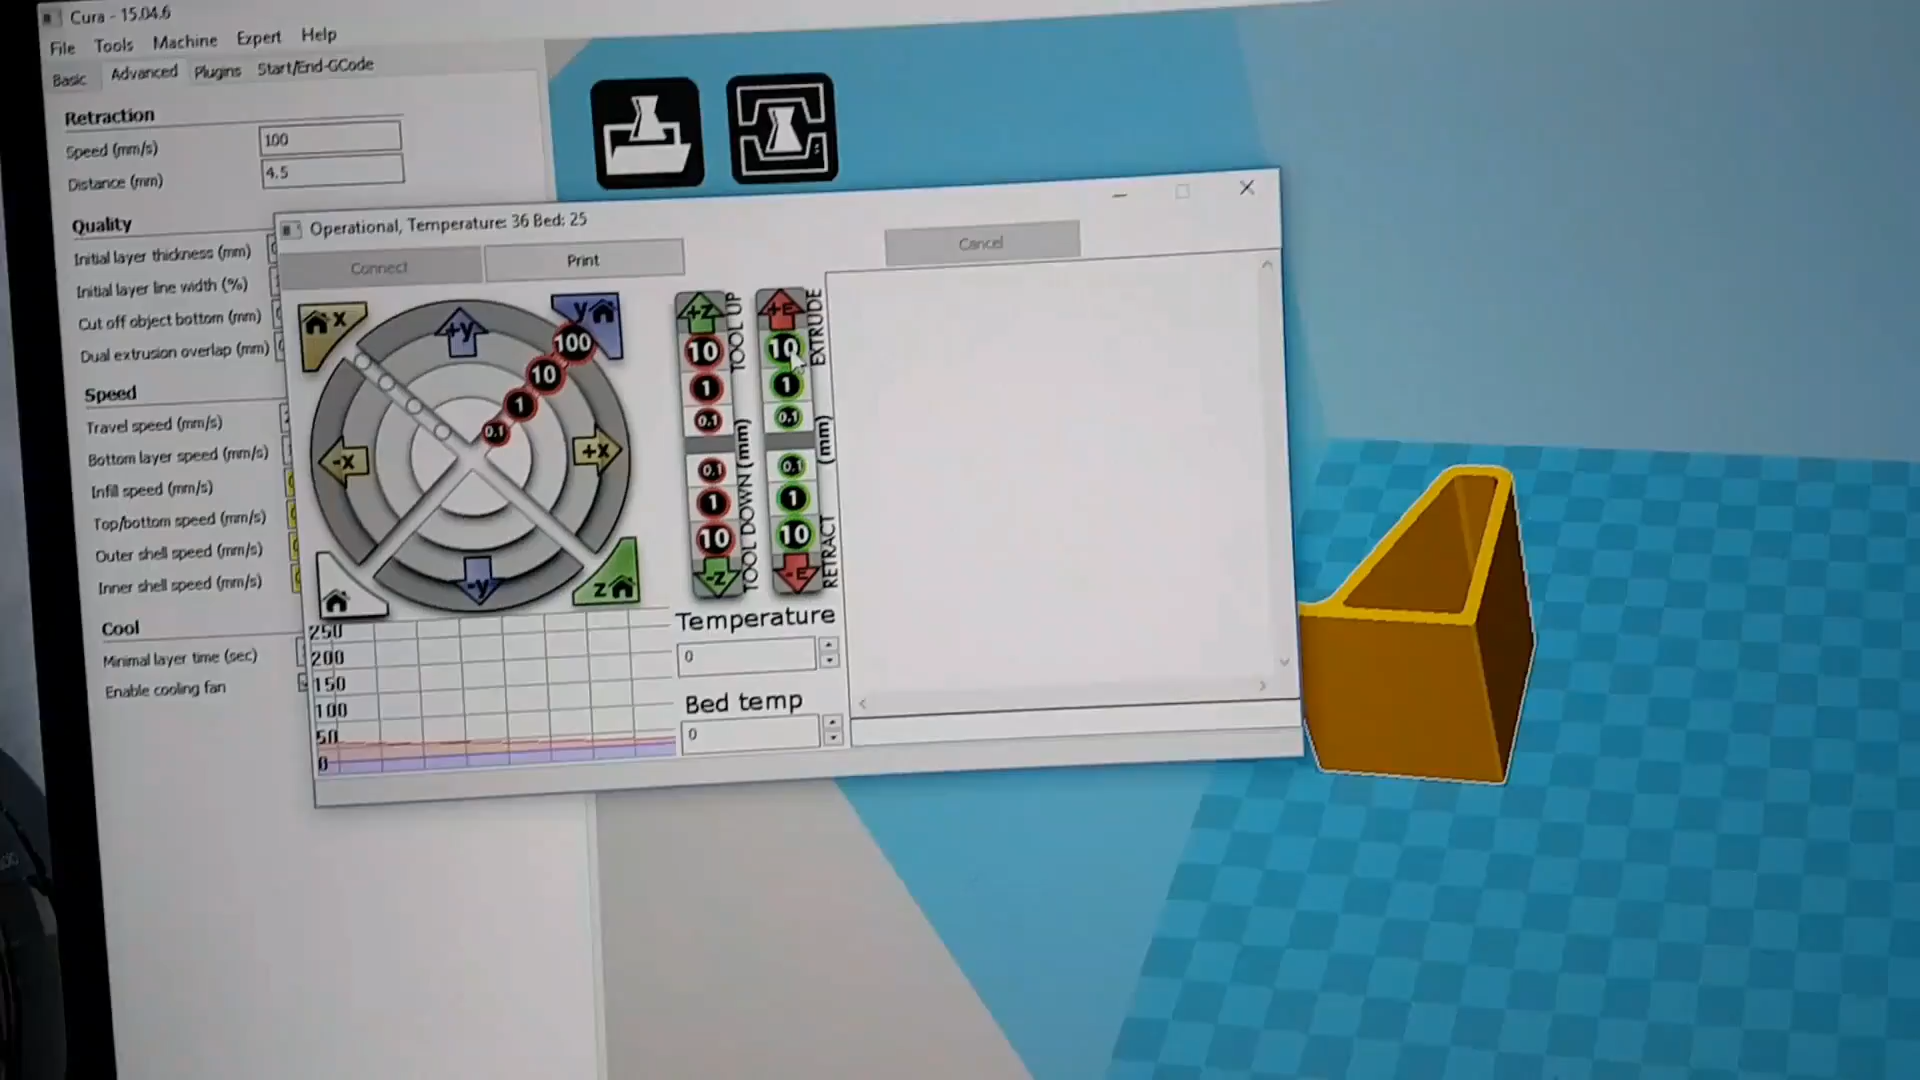 Cura - 15.04.6
File Tools Machine Expert Help
Basic Advanced Plugins Start/End-GCode
Retraction
Speed (mm/s) 100
Distance (mm) 4.5
Quality
Initial layer thickness (mm)
Initial layer line width (%)
Cut off object bottom (mm)
Dual extrusion overlap (mm)
Speed
Travel speed (mm/s)
Bottom layer speed (mm/s)
Infill speed (mm/s)
Top/bottom speed (mm/s)
Outer shell speed (mm/s)
Inner shell speed (mm/s)
Cool
Minimal layer time (sec)
Enable cooling fan
Operational, Temperature: 36 Bed: 25
Connect Print Cancel
x +y y
100
10
1
0.1
-x +x
-y z
+Z
10
1
0.1
0.1
1
10
-Z
TOOL UP
TOOL DOWN (mm)
+E
10
1
0.1
0.1
1
10
-E
EXTRUDE
RETRACT (mm)
250
200
150
100
50
0
Temperature
0
Bed temp
0